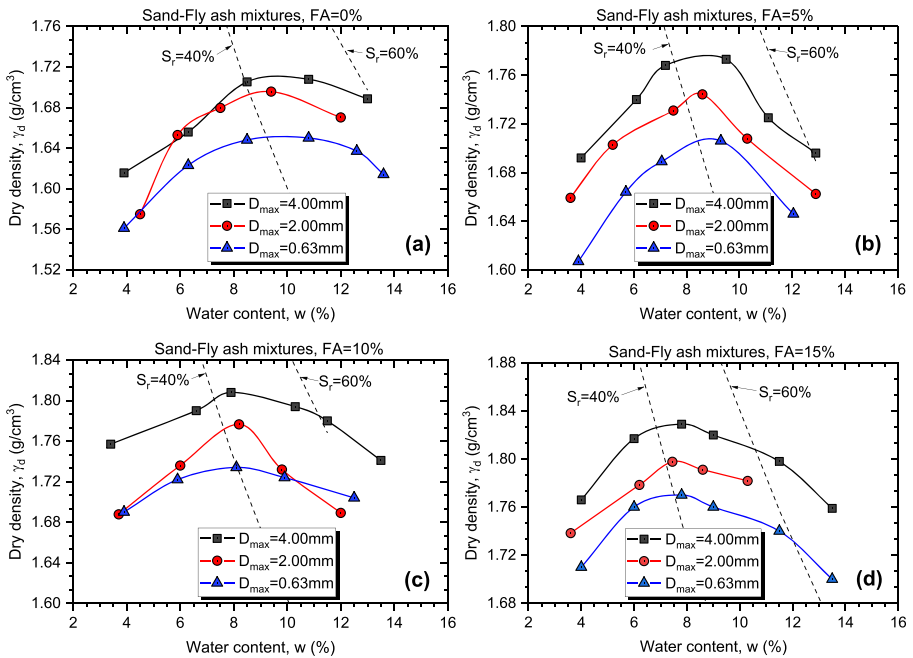 Sand-Fly ash mixtures, FA=0%
1.76
1.72
1.68
1.64
1.60
1.56
1.52
Dry density, γd (g/cm³)
Sr=40%
Sr=60%
Dmax=4.00mm
Dmax=2.00mm
Dmax=0.63mm
(a)
2 4 6 8 10 12 14 16
Water content, w (%)
Sand-Fly ash mixtures, FA=5%
1.80
1.76
1.72
1.68
1.64
1.60
Dry density, γd (g/cm³)
Sr=40%
Sr=60%
Dmax=4.00mm
Dmax=2.00mm
Dmax=0.63mm
(b)
2 4 6 8 10 12 14 16
Water content, w (%)
Sand-Fly ash mixtures, FA=10%
1.84
1.80
1.76
1.72
1.68
1.64
1.60
Dry density, γd (g/cm³)
Sr=40%
Sr=60%
Dmax=4.00mm
Dmax=2.00mm
Dmax=0.63mm
(c)
2 4 6 8 10 12 14 16
Water content, w (%)
Sand-Fly ash mixtures, FA=15%
1.88
1.84
1.80
1.76
1.72
1.68
Dry density, γd (g/cm³)
Sr=40%
Sr=60%
Dmax=4.00mm
Dmax=2.00mm
Dmax=0.63mm
(d)
2 4 6 8 10 12 14 16
Water content, w (%)